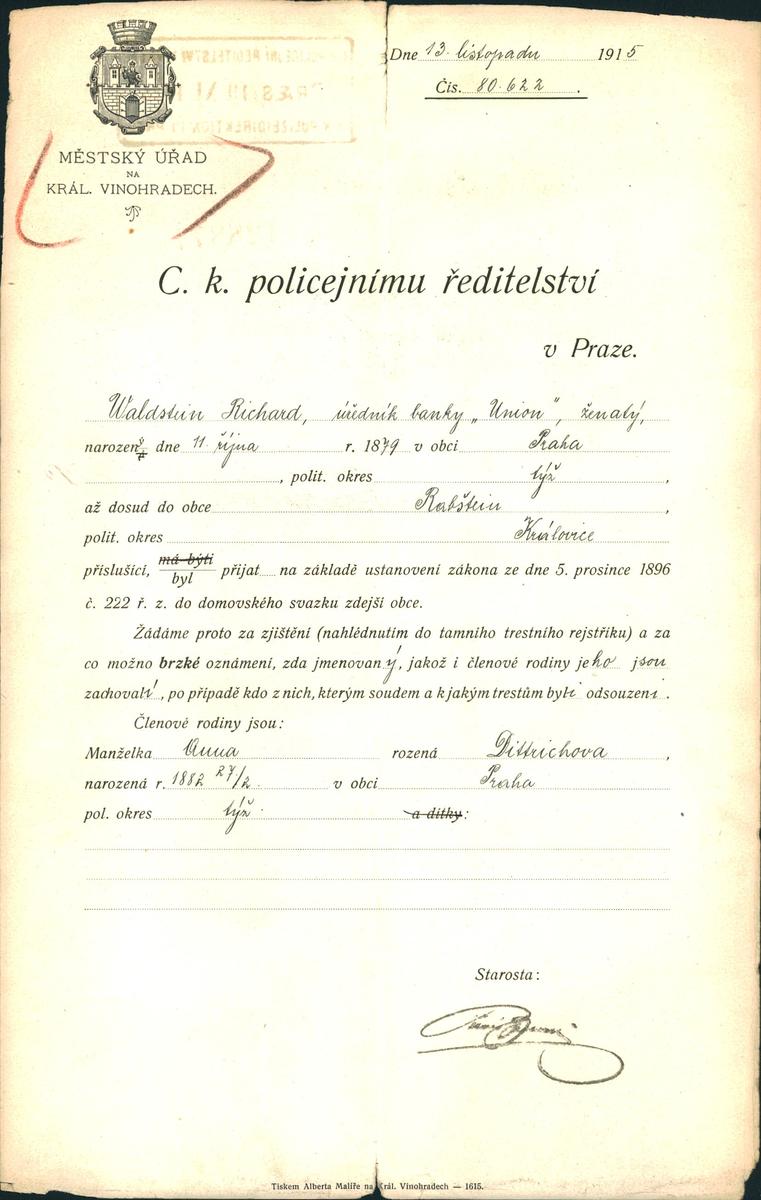 Dne 13. listopadu 1915
Čís. 80.622.
MĚSTSKÝ ÚŘAD
NA
KRÁL. VINOHRADECH.
C. k. policejnímu ředitelství
v Praze.
Waldstein Richard, úředník banky „Union", ženatý,
narozen dne 11 října r. 1879 v obci Praha
, polit. okres týž ,
až dosud do obce Rabštein ,
polit. okres Královice
příslušící, má býti
byl přijat na základě ustanovení zákona ze dne 5. prosince 1896
č. 222 ř. z. do domovského svazku zdejší obce.
Žádáme proto za zjištění (nahlédnutím do tamního trestního rejstříku) a za
co možno brzké oznámení, zda jmenovaný, jakož i členové rodiny jeho jsou
zachovalí, po případě kdo z nich, kterým soudem a k jakým trestům byli odsouzeni.
Členové rodiny jsou:
Manželka Anna rozená Dittrichova ,
narozená r. 1882 27/2 v obci Praha
pol. okres týž a dítky:
Starosta:
Tiskem Alberta Malíře na Král. Vinohradech — 1615.